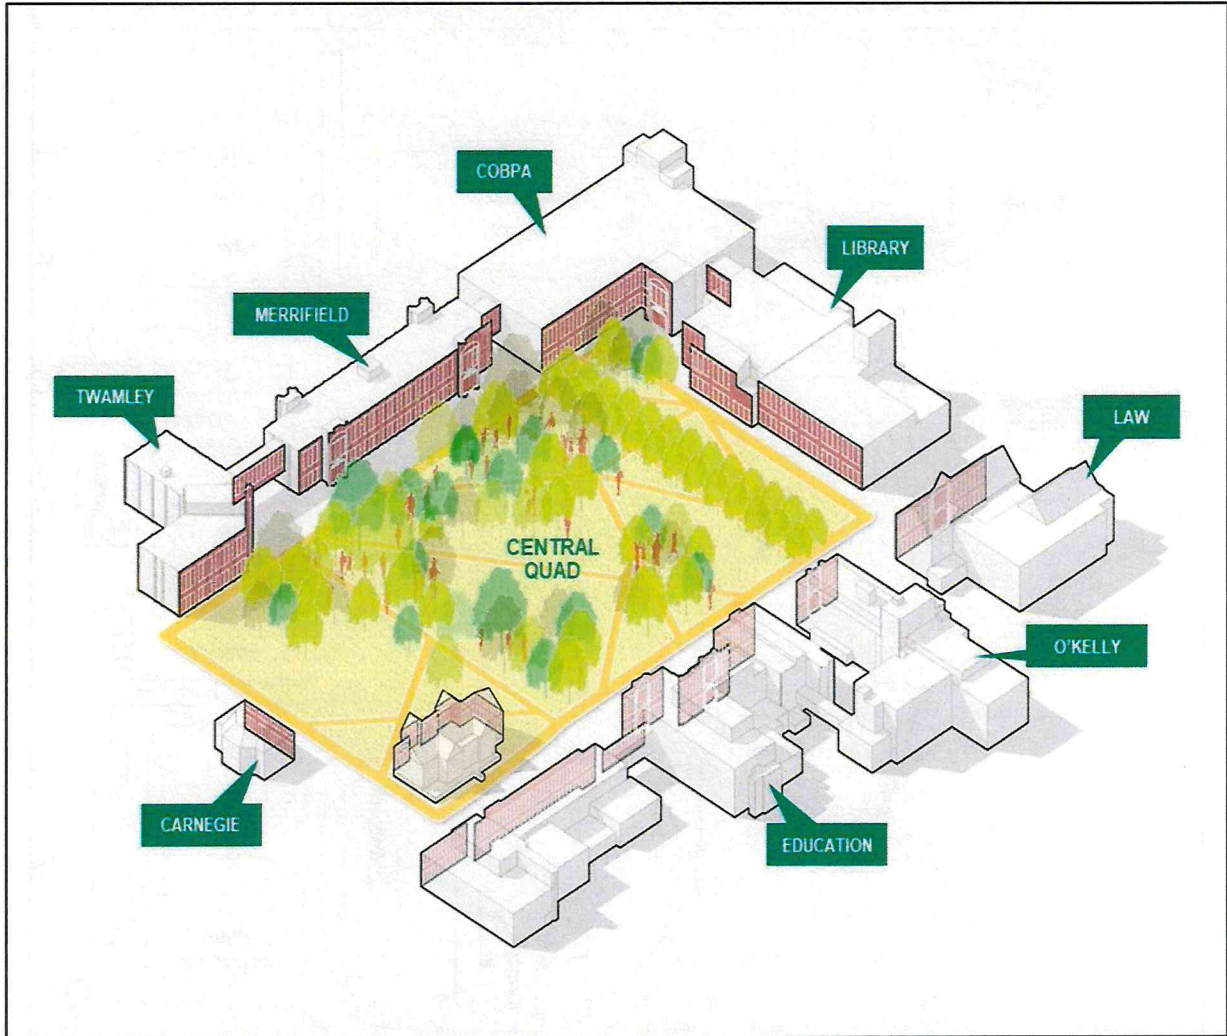 COBPA
LIBRARY
MERRIFIELD
TWAMLEY
LAW
CENTRAL
QUAD
O'KELLY
CARNEGIE
EDUCATION